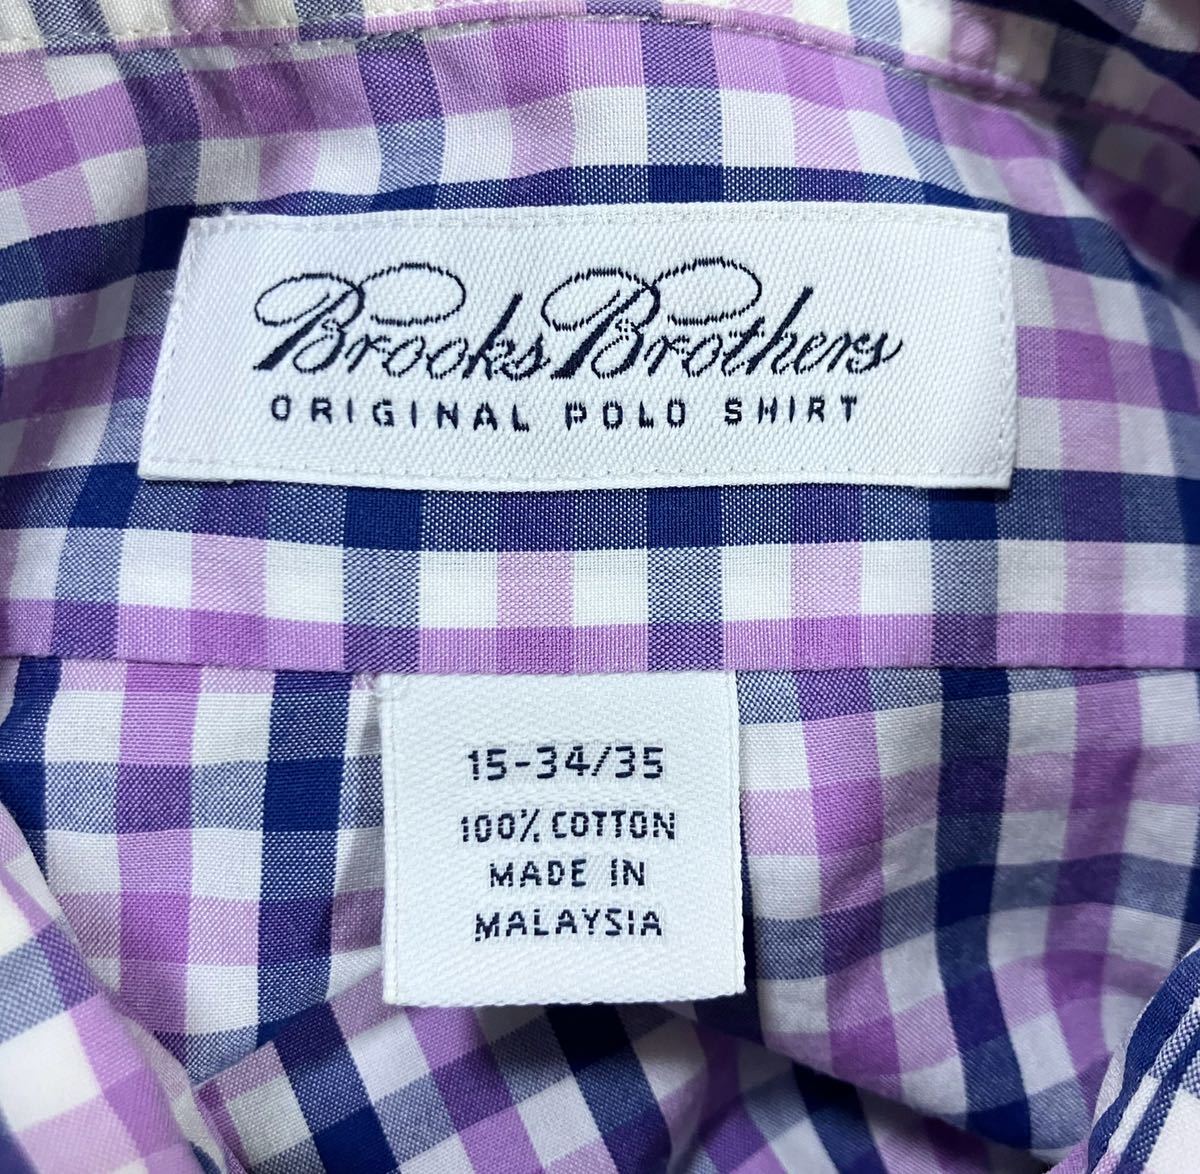 Brooks Brothers
ORIGINAL POLO SHIRT
15-34/35
100% COTTON
MADE IN
MALAYSIA